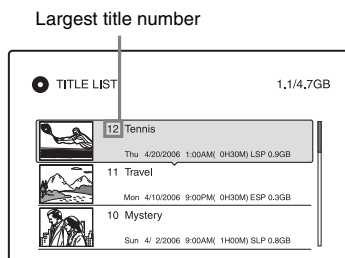 Largest title number
TITLE LIST 1.1/4.7GB
12 Tennis
Thu 4/20/2006 1:00AM( 0H30M) LSP 0.9GB
11 Travel
Mon 4/10/2006 9:00PM( 0H30M) ESP 0.3GB
10 Mystery
Sun 4/ 2/2006 9:00AM( 1H00M) SLP 0.8GB